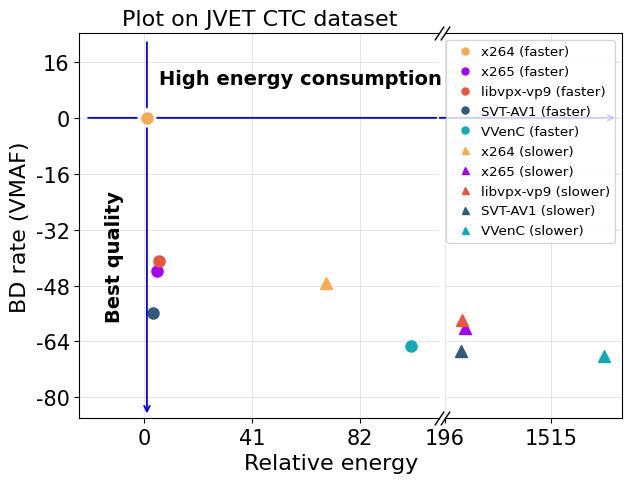 Plot on JVET CTC dataset
16
0
-16
-32
-48
-64
-80
BD rate (VMAF)
High energy consumption
Best quality
x264 (faster)
x265 (faster)
libvpx-vp9 (faster)
SVT-AV1 (faster)
VVenC (faster)
x264 (slower)
x265 (slower)
libvpx-vp9 (slower)
SVT-AV1 (slower)
VVenC (slower)
0 41 82 196 1515
Relative energy